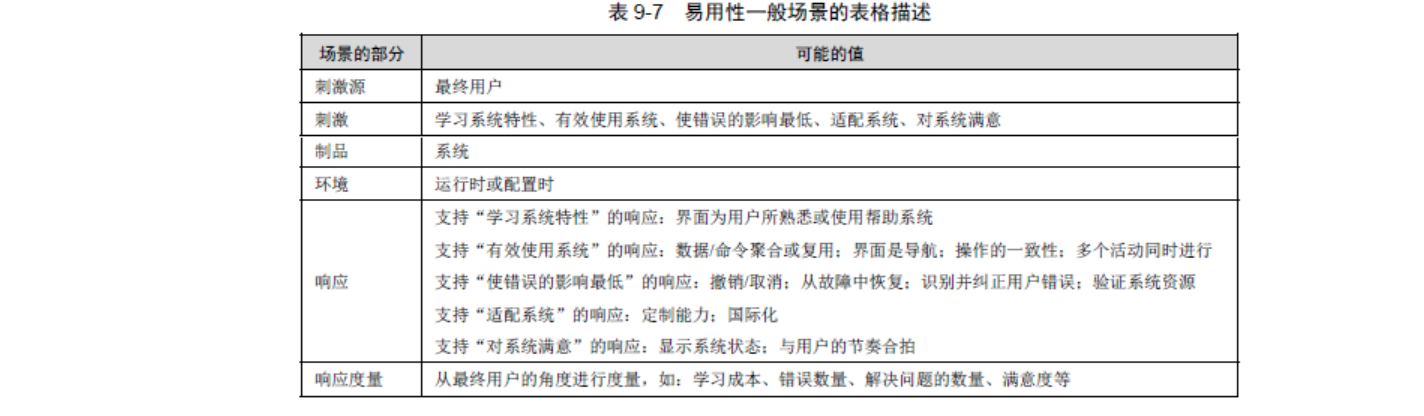 表 9-7 易用性一般场景的表格描述
场景的部分 可能的值
刺激源 最终用户
刺激 学习系统特性、有效使用系统、使错误的影响最低、适配系统、对系统满意
制品 系统
环境 运行时或配置时
支持“学习系统特性”的响应：界面为用户所熟悉或使用帮助系统
支持“有效使用系统”的响应：数据/命令聚合或复用；界面是导航；操作的一致性；多个活动同时进行
响应 支持“使错误的影响最低”的响应：撤销/取消；从故障中恢复；识别并纠正用户错误；验证系统资源
支持“适配系统”的响应：定制能力；国际化
支持“对系统满意”的响应：显示系统状态；与用户的节奏合拍
响应度量 从最终用户的角度进行度量，如：学习成本、错误数量、解决问题的数量、满意度等